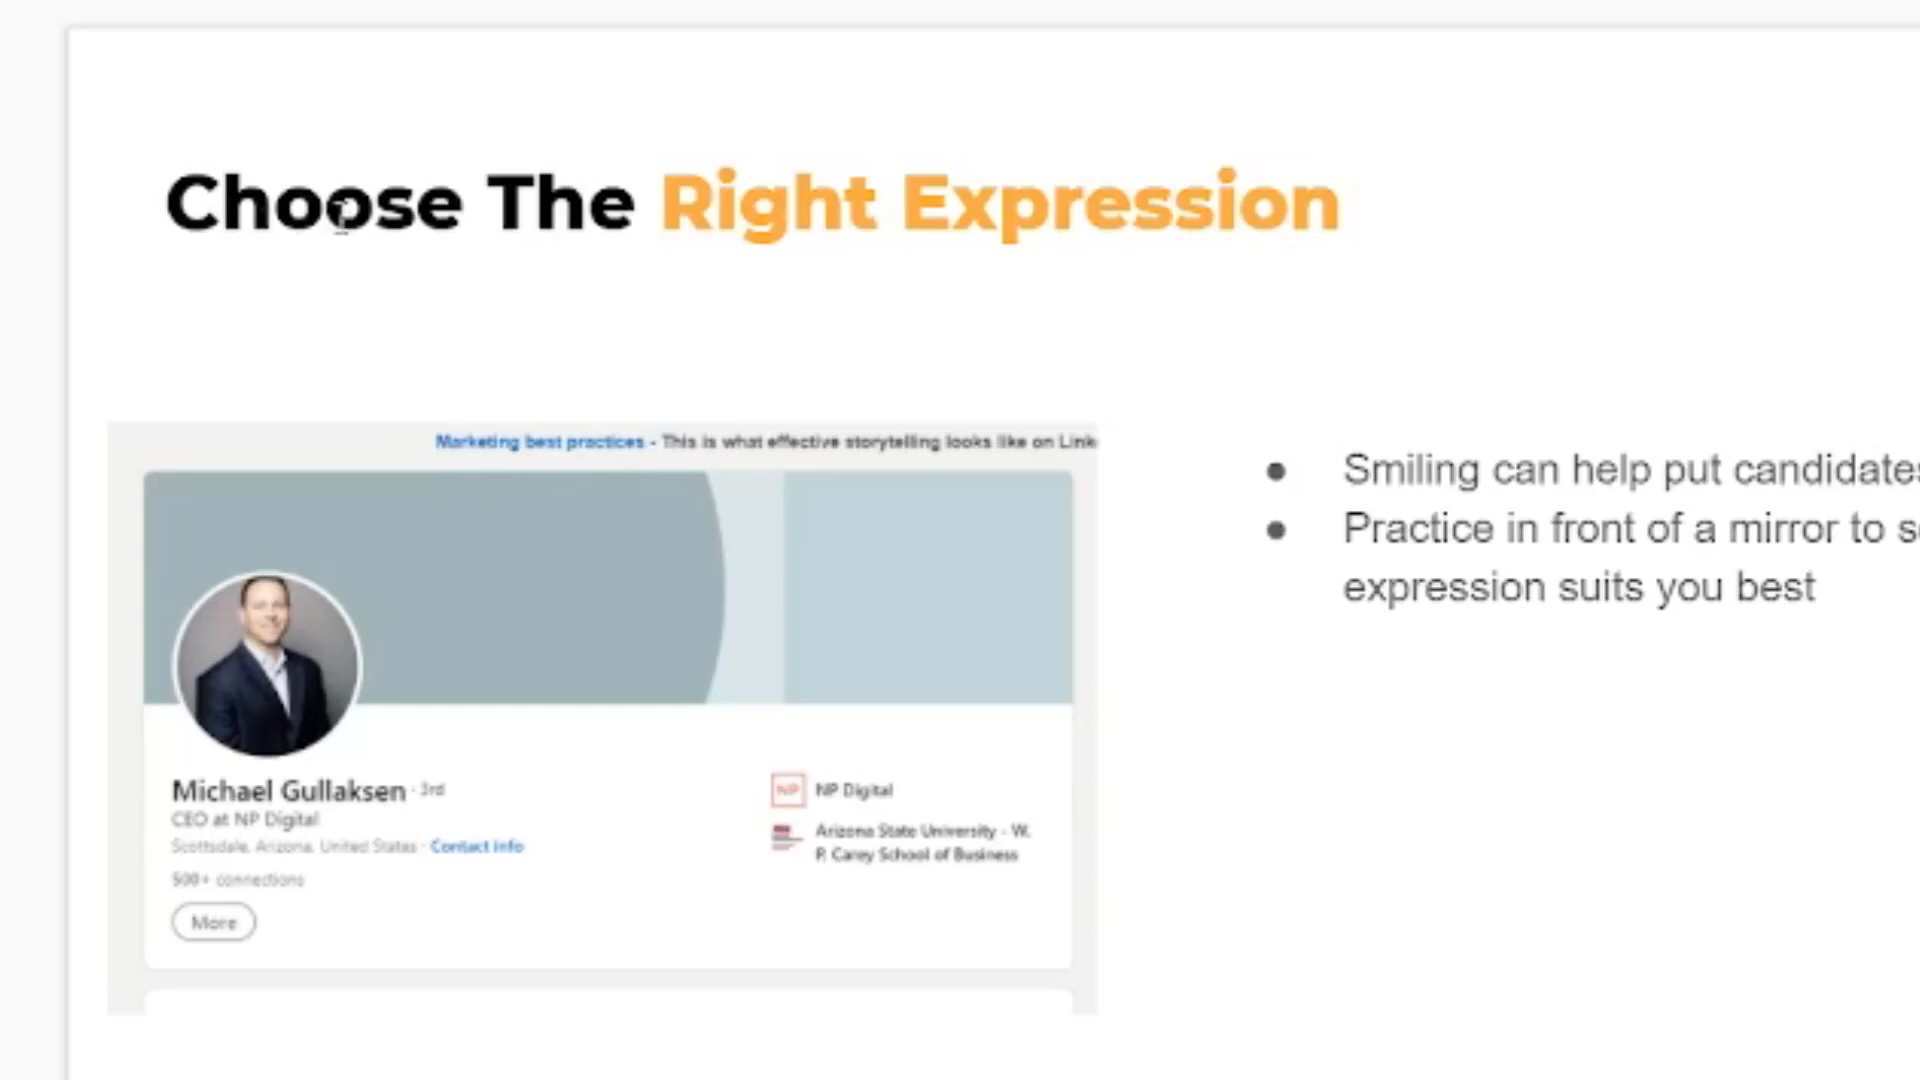 Choose The Right Expression
Marketing best practices - This is what effective storytelling looks like on Link
Smiling can help put candidates
Practice in front of a mirror to s
expression suits you best
Michael Gullaksen · 3rd
CEO at NP Digital
Scottsdale, Arizona, United States · Contact info
500+ connections
More
NP NP Digital
Arizona State University - W.
P. Carey School of Business